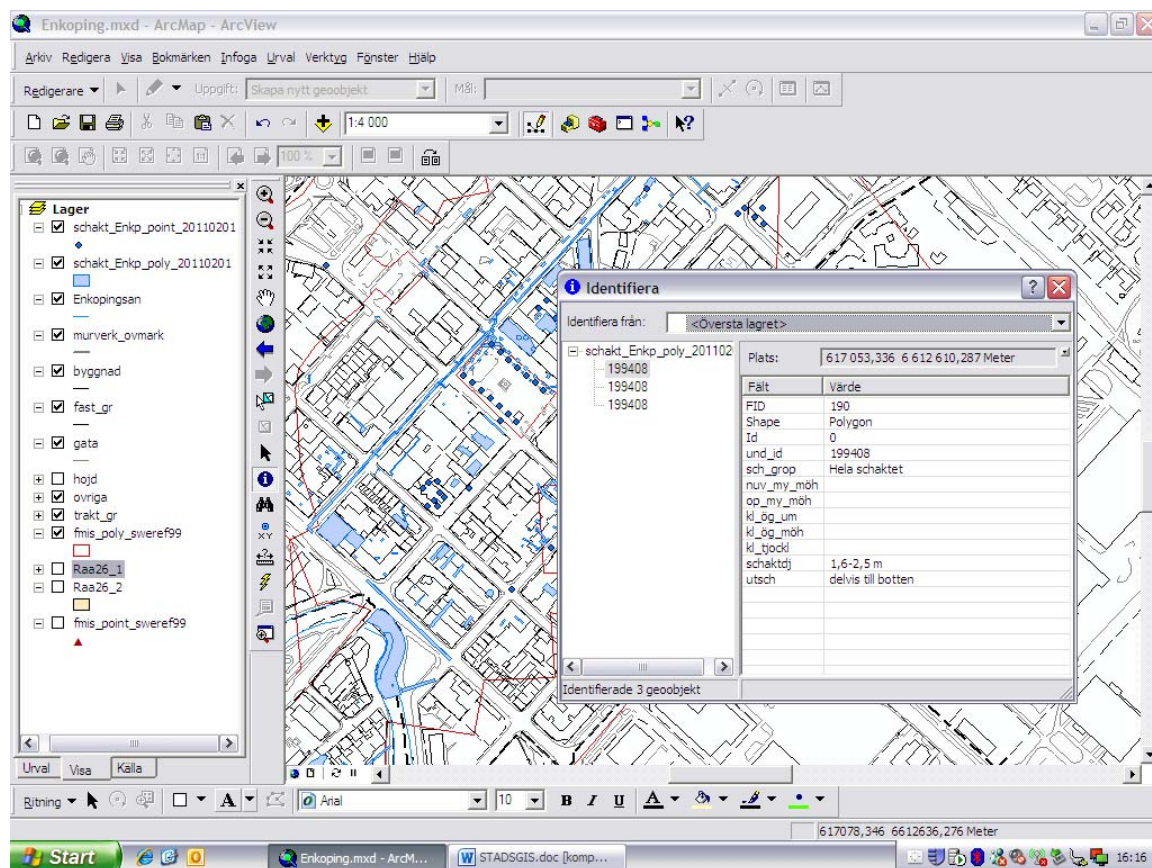 Enkoping.mxd - ArcMap - ArcView
Arkiv Redigera Visa Bokmärken Infoga Urval Verktyg Fönster Hjälp
Redigerare Uppgift: Skapa nytt geoobjekt Mål:
1:4 000
100 %
Lager
schakt_Enkp_point_20110201
schakt_Enkp_poly_20110201
Enkopingsan
murverk_ovmark
byggnad
fast_gr
gata
hojd
ovriga
trakt_gr
fmis_poly_sweref99
Raa26_1
Raa26_2
fmis_point_sweref99
Urval Visa Källa
XY
Identifiera
Identifiera från: <Översta lagret>
schakt_Enkp_poly_201102
199408
199408
199408
Plats: 617 053,336 6 612 610,287 Meter
Fält Värde
FID 190
Shape Polygon
Id 0
und_id 199408
sch_grop Hela schaktet
nuv_my_möh
op_my_möh
kl_ög_um
kl_ög_möh
kl_tjockl
schaktdj 1,6-2,5 m
utsch delvis till botten
Identifierade 3 geoobjekt
Ritning A Arial 10 B I U A
617078,346 6612636,276 Meter
Start Enkoping.mxd - ArcM... STADSGIS.doc [komp... 16:16